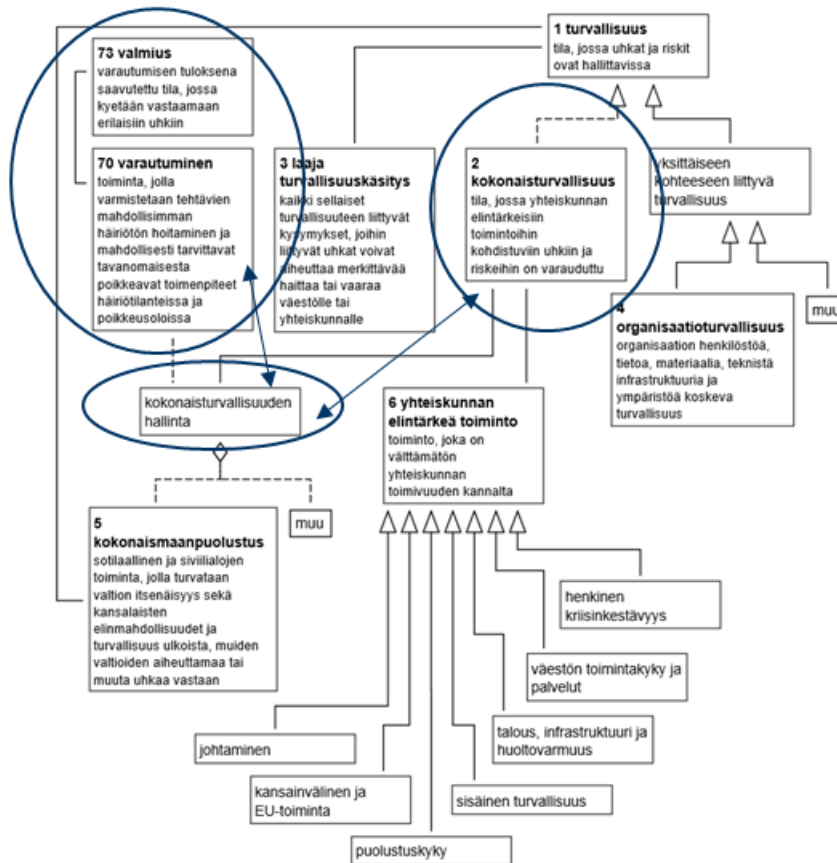 1 turvallisuus
tila, jossa uhkat ja riskit
ovat hallittavissa
73 valmius
varautumisen tuloksena
saavutettu tila, jossa
kyetään vastaamaan
erilaisiin uhkiin
70 varautuminen
toiminta, jolla
varmistetaan tehtävien
mahdollisimman
häiriötön hoitaminen ja
mahdollisesti tarvittavat
tavanomaisesta
poikkeavat toimenpiteet
häiriötilanteissa ja
poikkeusoloissa
3 laaja
turvallisuuskäsitys
kaikki sellaiset
turvallisuuteen liittyvät
kysymykset, joihin
liittyvät uhkat voivat
aiheuttaa merkittävää
haittaa tai vaaraa
väestölle tai
yhteiskunnalle
2
kokonaisturvallisuus
tila, jossa yhteiskunnan
elintärkeisiin
toimintoihin
kohdistuviin uhkiin ja
riskeihin on varauduttu
yksittäiseen
kohteeseen liittyvä
turvallisuus
4
organisaatioturvallisuus
organisaation henkilöstöä,
tietoa, materiaalia, teknistä
infrastruktuuria ja
ympäristöä koskeva
turvallisuus
muu
kokonaisturvallisuuden
hallinta
6 yhteiskunnan
elintärkeä toiminto
toiminto, joka on
välttämätön
yhteiskunnan
toimivuuden kannalta
5
kokonaismaanpuolustus
sotilaallinen ja siviilialojen
toiminta, jolla turvataan
valtion itsenäisyys sekä
kansalaisten
elinmahdollisuudet ja
turvallisuus ulkoista, muiden
valtioiden aiheuttamaa tai
muuta uhkaa vastaan
muu
henkinen
kriisinkestävyys
väestön toimintakyky ja
palvelut
talous, infrastruktuuri ja
huoltovarmuus
johtaminen
sisäinen turvallisuus
kansainvälinen ja
EU-toiminta
puolustuskyky